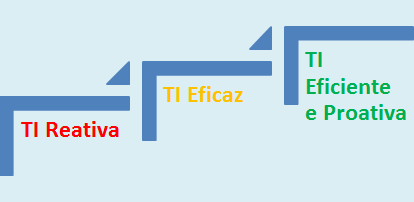 TI Reativa
TI Eficaz
TI
Eficiente
e Proativa